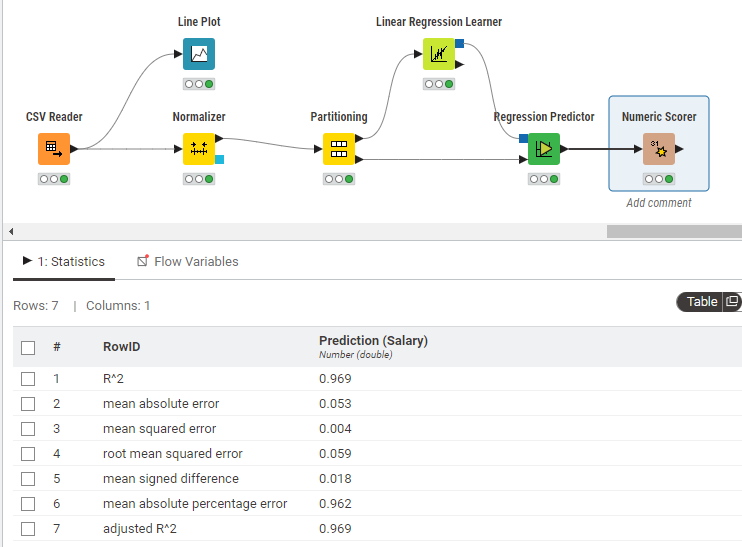 Line Plot
Linear Regression Learner
CSV Reader
Normalizer
Partitioning
Regression Predictor
Numeric Scorer
Add comment
1: Statistics
Flow Variables
Rows: 7 | Columns: 1
Table
# RowID Prediction (Salary)
Number (double)
1 R^2 0.969
2 mean absolute error 0.053
3 mean squared error 0.004
4 root mean squared error 0.059
5 mean signed difference 0.018
6 mean absolute percentage error 0.962
7 adjusted R^2 0.969